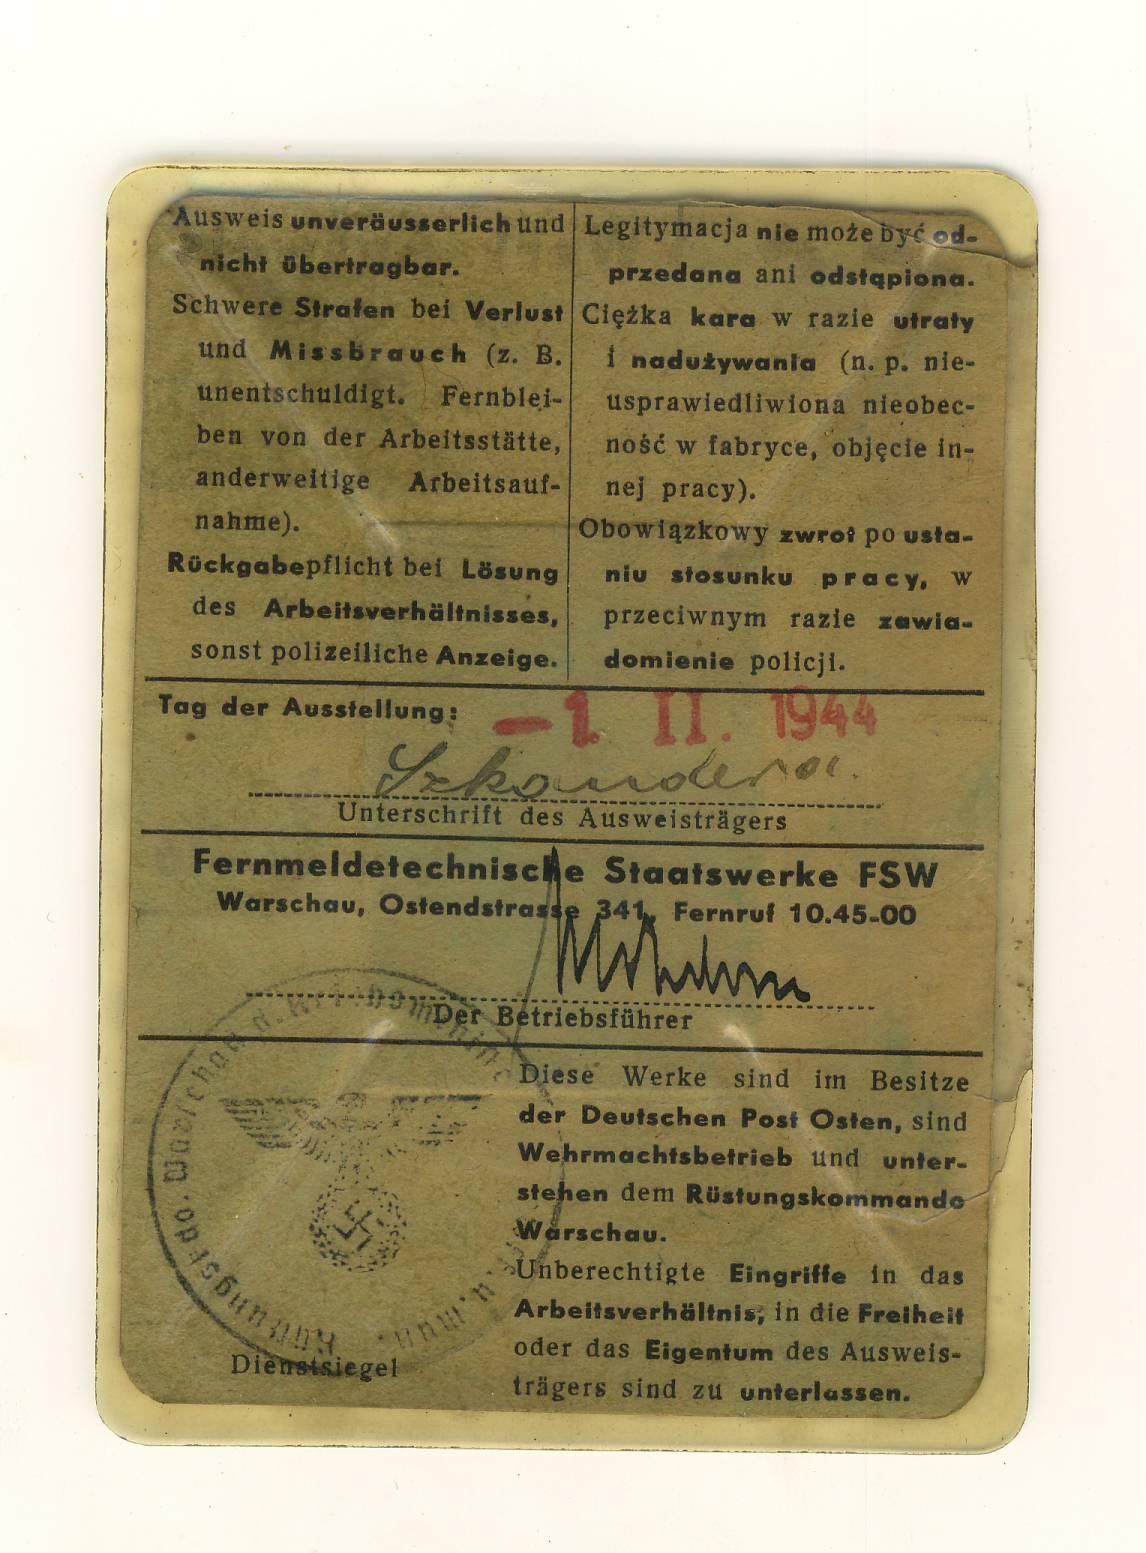 Ausweis unveräusserlich und
nicht übertragbar.
Schwere Strafen bei Verlust
und Missbrauch (z. B.
unentschuldigt. Fernblei-
ben von der Arbeitsstätte,
anderweitige Arbeitsauf-
nahme).
Rückgabepflicht bei Lösung
des Arbeitsverhältnisses,
sonst polizeiliche Anzeige.
Legitymacja nie może być od-
przedana ani odstąpiona.
Ciężka kara w razie utraty
i nadużywania (n. p. nie-
usprawiedliwiona nieobec-
ność w fabryce, objęcie in-
nej pracy).
Obowiązkowy zwrot po usta-
niu stosunku pracy, w
przeciwnym razie zawia-
domienie policji.
Tag der Ausstellung: -1. II. 1944
Szkandera
Unterschrift des Ausweisträgers
Fernmeldetechnische Staatswerke FSW
Warschau, Ostendstrasse 341, Fernruf 10.45-00
Der Betriebsführer
Diese Werke sind im Besitze
der Deutschen Post Osten, sind
Wehrmachtsbetrieb und unter-
stehen dem Rüstungskommando
Warschau.
Unberechtigte Eingriffe in das
Arbeitsverhältnis, in die Freiheit
oder das Eigentum des Ausweis-
trägers sind zu unterlassen.
Rüstungskdo. Warschau d.
Dienstsiegel